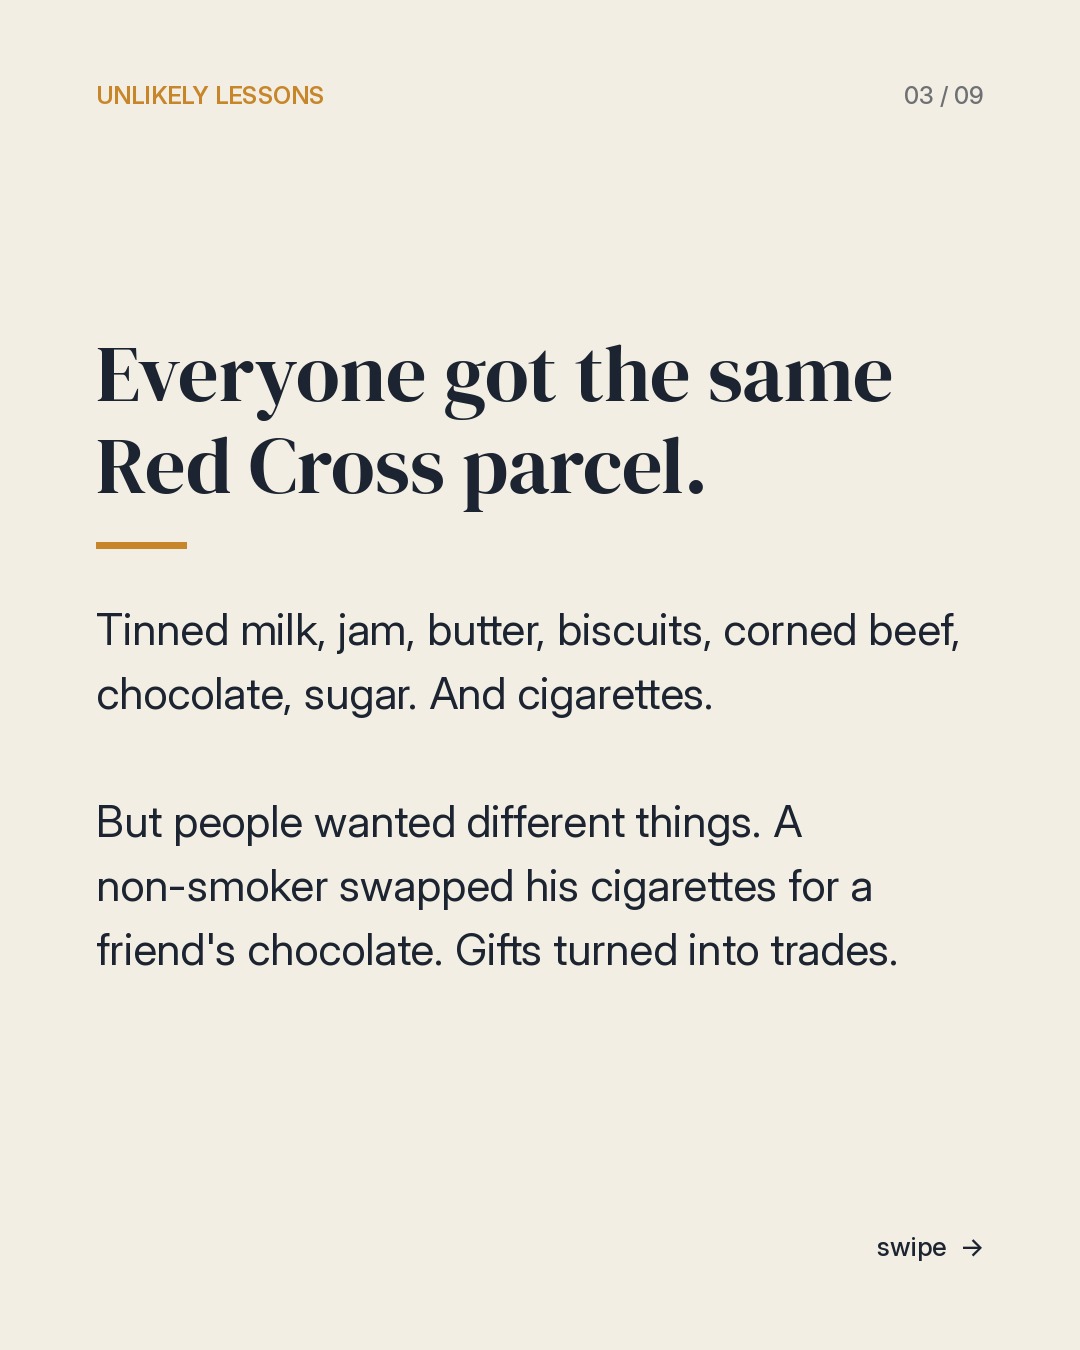 UNLIKELY LESSONS
03 / 09
Everyone got the same
Red Cross parcel.
Tinned milk, jam, butter, biscuits, corned beef,
chocolate, sugar. And cigarettes.
But people wanted different things. A
non-smoker swapped his cigarettes for a
friend's chocolate. Gifts turned into trades.
swipe →